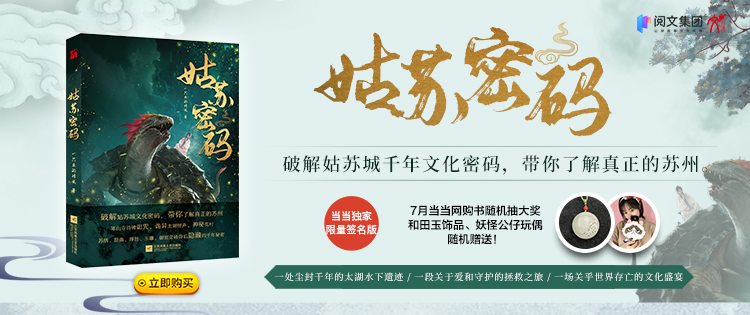 阅文集团
姑苏密码
破解姑苏城千年文化密码，带你了解真正的苏州。
当当独家
限量签名版
7月当当网购书随机抽大奖
和田玉饰品、妖怪公仔玩偶
随机赠送！
一处尘封千年的太湖水下遗迹 / 一段关于爱和守护的拯救之旅 / 一场关乎世界存亡的文化盛宴
姑苏密码
姑苏密码
破解姑苏城文化密码，带你了解真正的苏州
立即购买